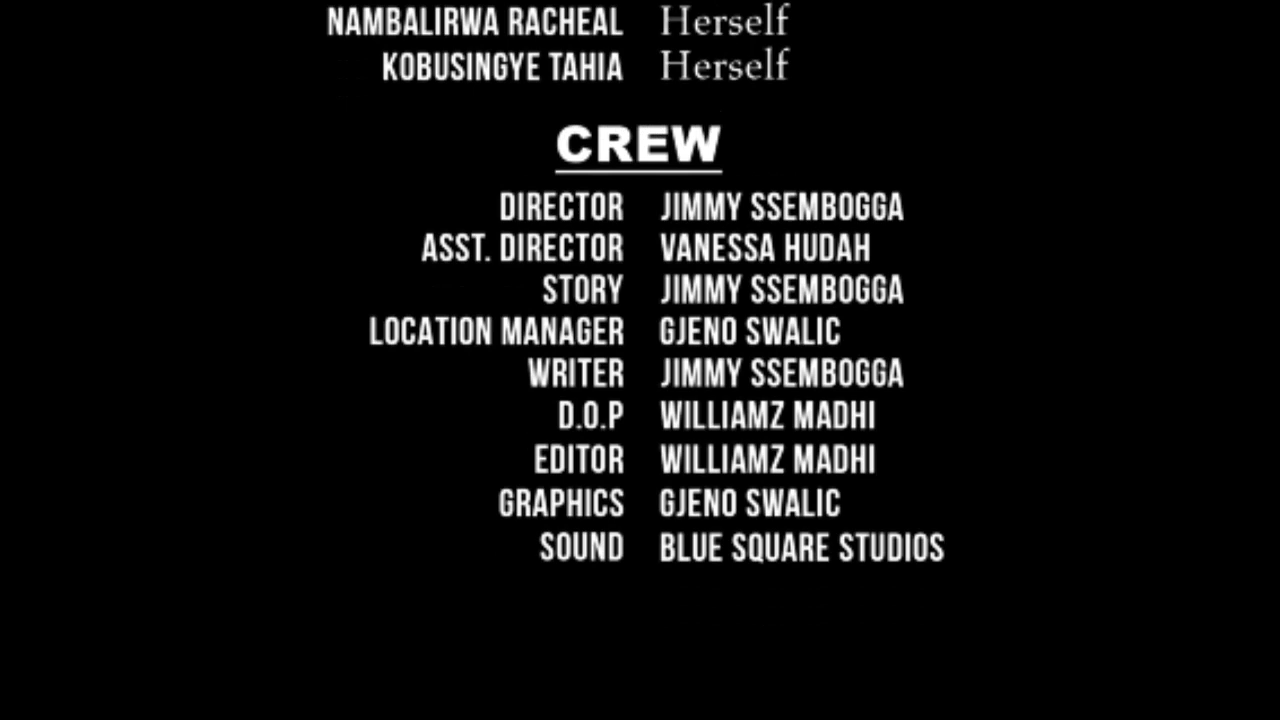 NAMBALIRWA RACHEAL Herself
KOBUSINGYE TAHIA Herself
CREW
DIRECTOR JIMMY SSEMBOGGA
ASST. DIRECTOR VANESSA HUDAH
STORY JIMMY SSEMBOGGA
LOCATION MANAGER GJENO SWALIC
WRITER JIMMY SSEMBOGGA
D.O.P WILLIAMZ MADHI
EDITOR WILLIAMZ MADHI
GRAPHICS GJENO SWALIC
SOUND BLUE SQUARE STUDIOS